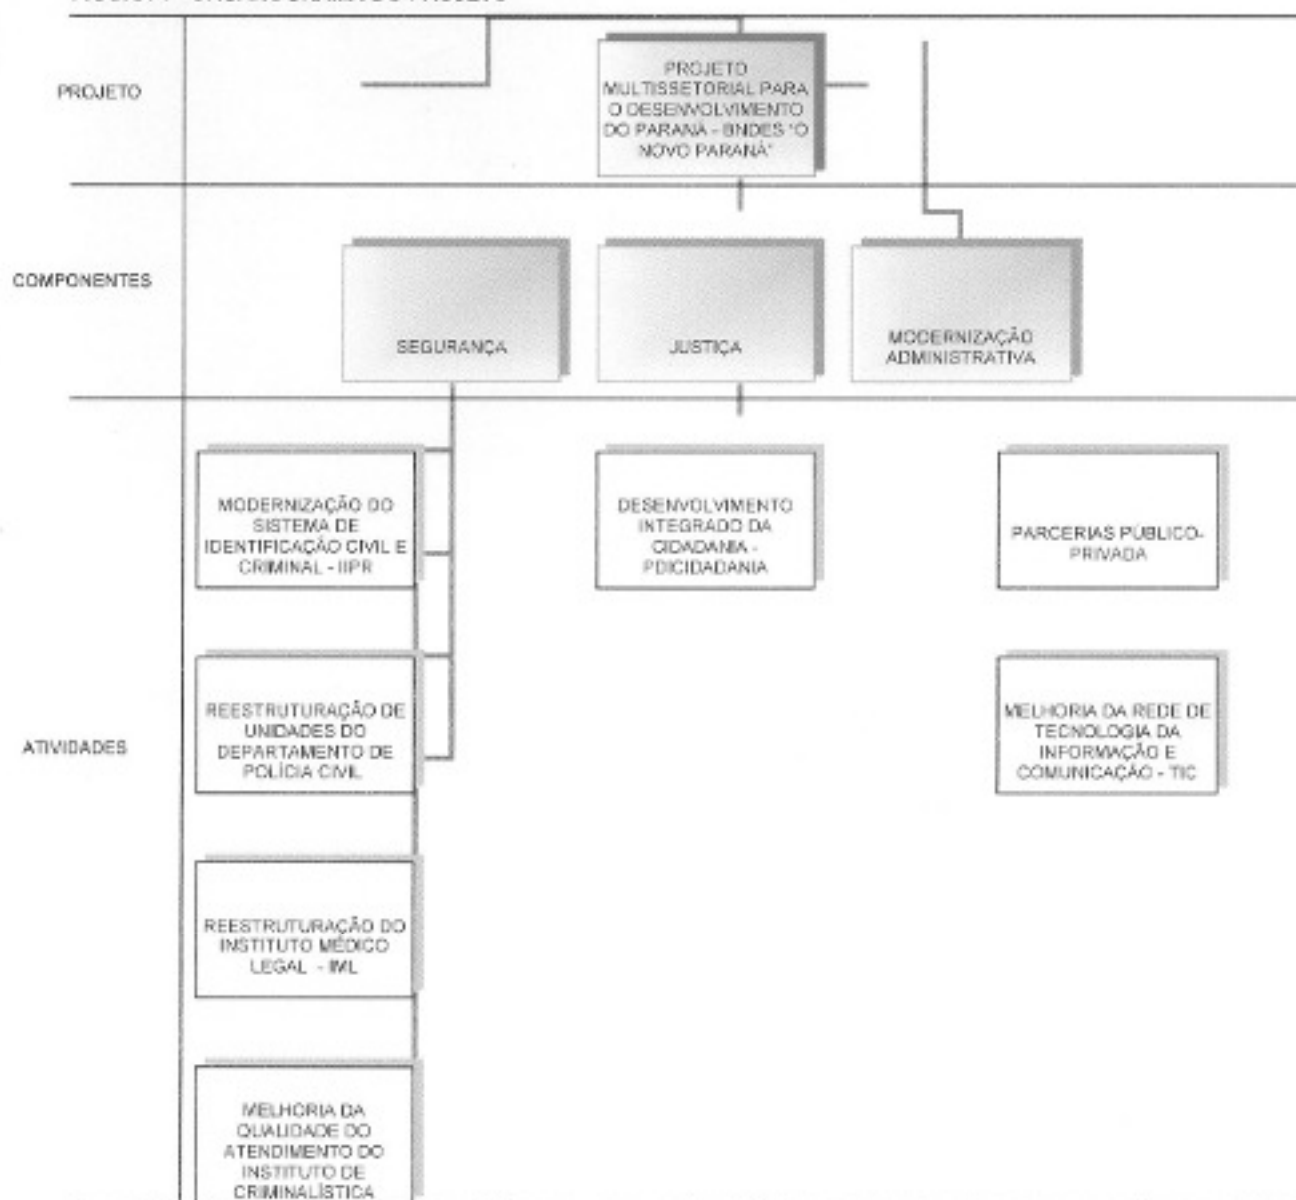 PROJETO
PROJETO
MULTISSETORIAL PARA
O DESENVOLVIMENTO
DO PARANÁ - BNDES "O
NOVO PARANÁ"
COMPONENTES
SEGURANÇA
JUSTIÇA
MODERNIZAÇÃO
ADMINISTRATIVA
ATIVIDADES
MODERNIZAÇÃO DO
SISTEMA DE
IDENTIFICAÇÃO CIVIL E
CRIMINAL - IIPR
DESENVOLVIMENTO
INTEGRADO DA
CIDADANIA -
PDICIDADANIA
PARCERIAS PÚBLICO-
PRIVADA
REESTRUTURAÇÃO DE
UNIDADES DO
DEPARTAMENTO DE
POLÍCIA CIVIL
MELHORIA DA REDE DE
TECNOLOGIA DA
INFORMAÇÃO E
COMUNICAÇÃO - TIC
REESTRUTURAÇÃO DO
INSTITUTO MÉDICO
LEGAL - IML
MELHORIA DA
QUALIDADE DO
ATENDIMENTO DO
INSTITUTO DE
CRIMINALÍSTICA